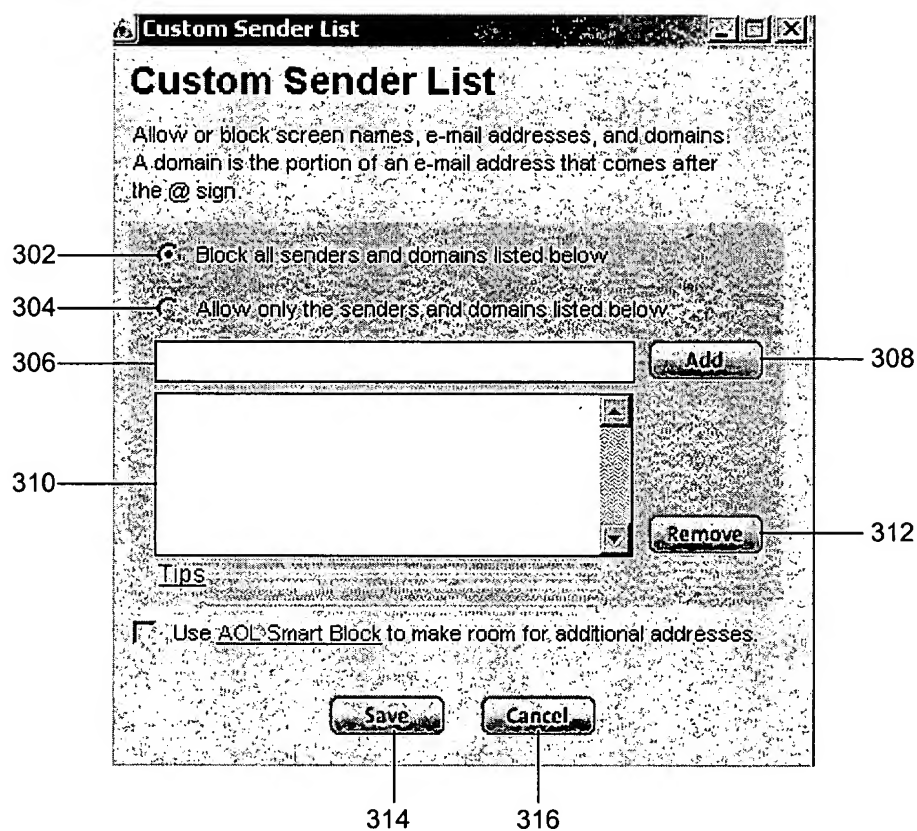 Custom Sender List
Custom Sender List
Allow or block screen names, e-mail addresses, and domains.
A domain is the portion of an e-mail address that comes after
the @ sign
302
Block all senders and domains listed below
304
Allow only the senders and domains listed below
306
Add
308
310
Remove
312
Tips
Use AOL Smart Block to make room for additional addresses.
Save
Cancel
314
316